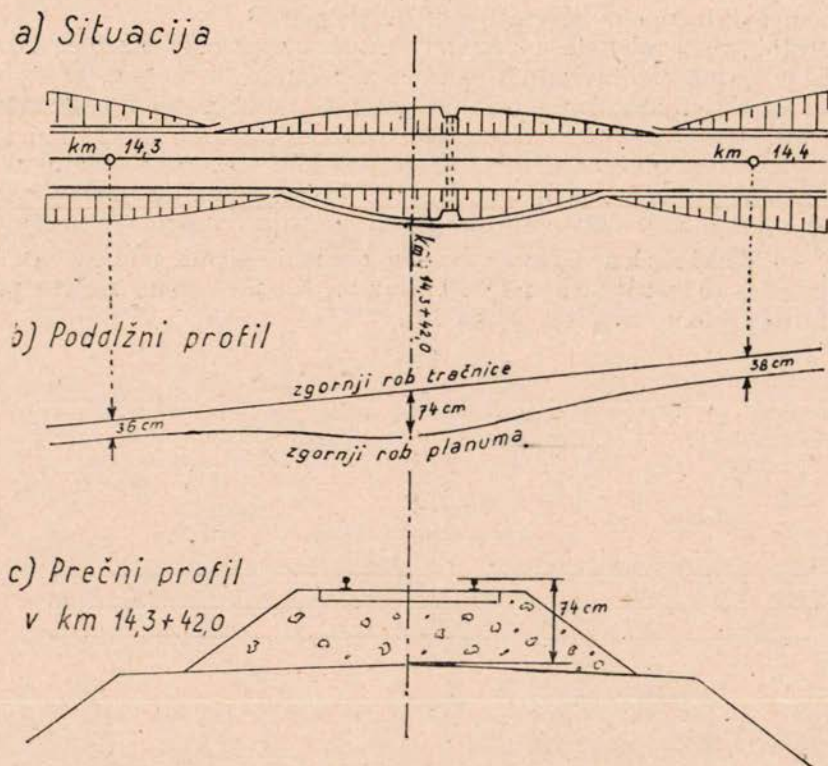 a) Situacija
km 14,3
km 14,4
km 14,3+42,0
b) Podolžni profil
zgornji rob tračnice
38 cm
74 cm
36 cm
zgornji rob planuma
c) Prečni profil
v km 14,3+42,0
74 cm